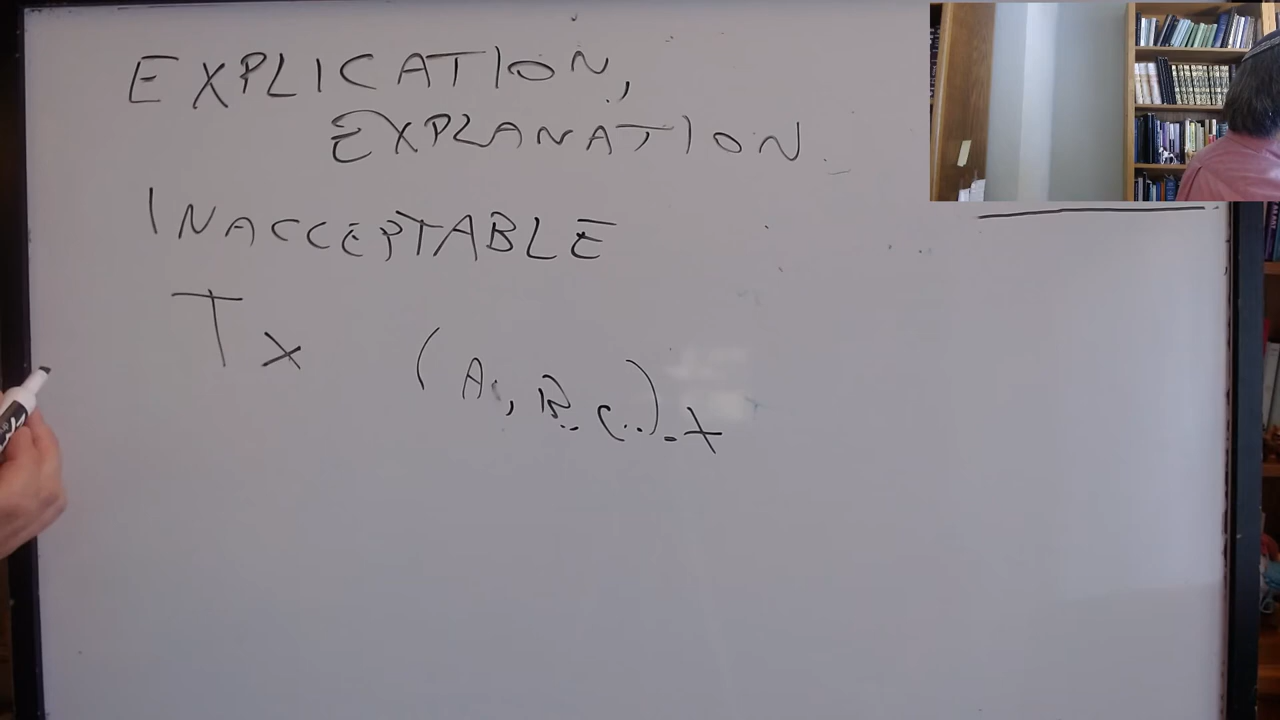 EXPLICATION,
EXPLANATION
INACCEPTABLE
Tx (A, B, C..).x